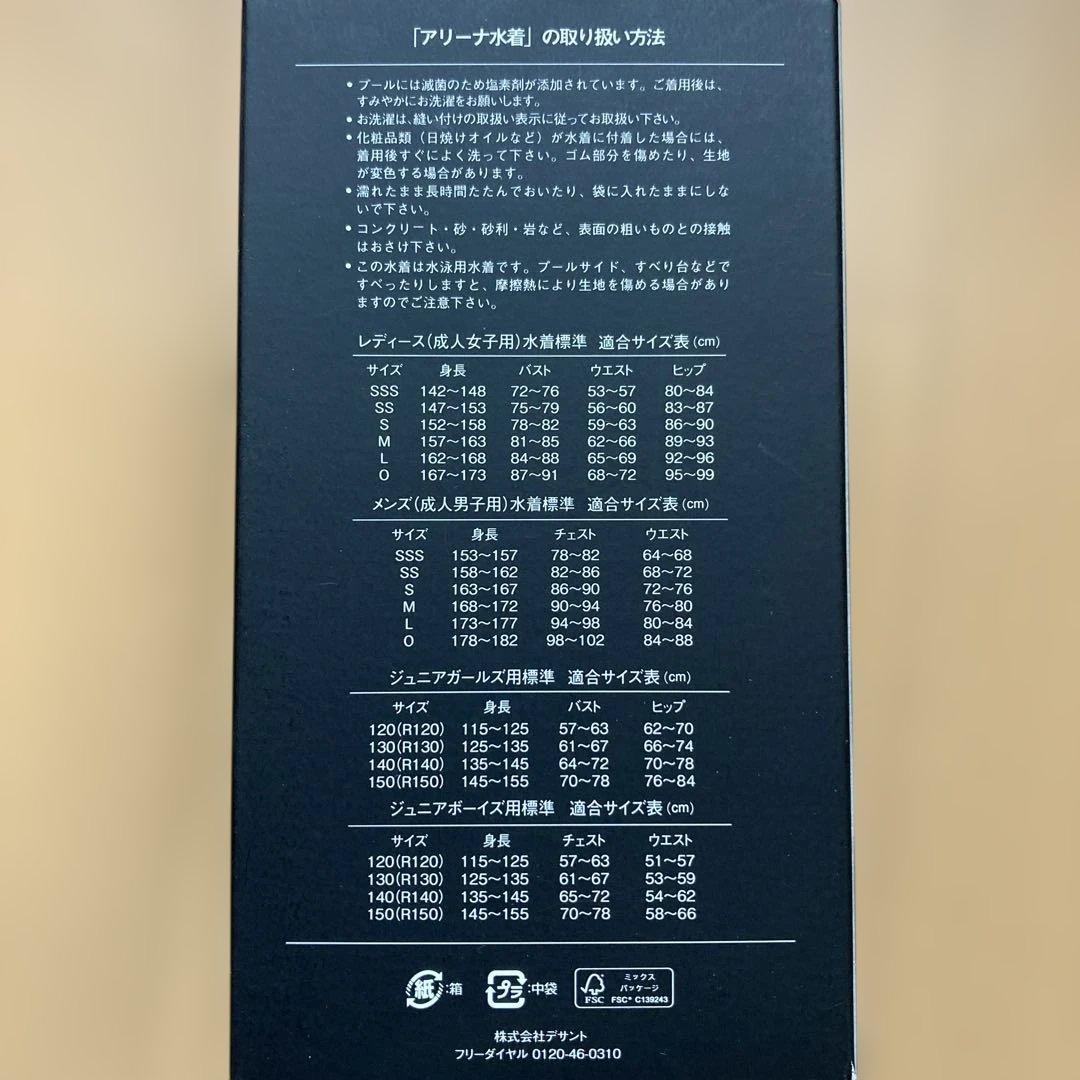 「アリーナ水着」の取り扱い方法
• プールには滅菌のため塩素剤が添加されています。ご着用後は、
すみやかにお洗濯をお願いします。
• お洗濯は、縫い付けの取扱い表示に従ってお取扱い下さい。
• 化粧品類（日焼けオイルなど）が水着に付着した場合には、
着用後すぐによく洗って下さい。ゴム部分を傷めたり、生地
が変色する場合があります。
• 濡れたまま長時間たたんでおいたり、袋に入れたままにしな
いで下さい。
• コンクリート・砂・砂利・岩など、表面の粗いものとの接触
はおさけ下さい。
• この水着は水泳用水着です。プールサイド、すべり台などで
すべったりしますと、摩擦熱により生地を傷める場合があり
ますのでご注意下さい。
レディース（成人女子用）水着標準 適合サイズ表（cm）
サイズ 身長 バスト ウエスト ヒップ
SSS 142〜148 72〜76 53〜57 80〜84
SS 147〜153 75〜79 56〜60 83〜87
S 152〜158 78〜82 59〜63 86〜90
M 157〜163 81〜85 62〜66 89〜93
L 162〜168 84〜88 65〜69 92〜96
O 167〜173 87〜91 68〜72 95〜99
メンズ（成人男子用）水着標準 適合サイズ表（cm）
サイズ 身長 チェスト ウエスト
SSS 153〜157 78〜82 64〜68
SS 158〜162 82〜86 68〜72
S 163〜167 86〜90 72〜76
M 168〜172 90〜94 76〜80
L 173〜177 94〜98 80〜84
O 178〜182 98〜102 84〜88
ジュニアガールズ用標準 適合サイズ表（cm）
サイズ 身長 バスト ヒップ
120(R120) 115〜125 57〜63 62〜70
130(R130) 125〜135 61〜67 66〜74
140(R140) 135〜145 64〜72 70〜78
150(R150) 145〜155 70〜78 76〜84
ジュニアボーイズ用標準 適合サイズ表（cm）
サイズ 身長 チェスト ウエスト
120(R120) 115〜125 57〜63 51〜57
130(R130) 125〜135 61〜67 53〜59
140(R140) 135〜145 65〜72 54〜62
150(R150) 145〜155 70〜78 58〜66
紙:箱 プラ:中袋 FSC ミックス
パッケージ
FSC® C139243
株式会社デサント
フリーダイヤル 0120-46-0310